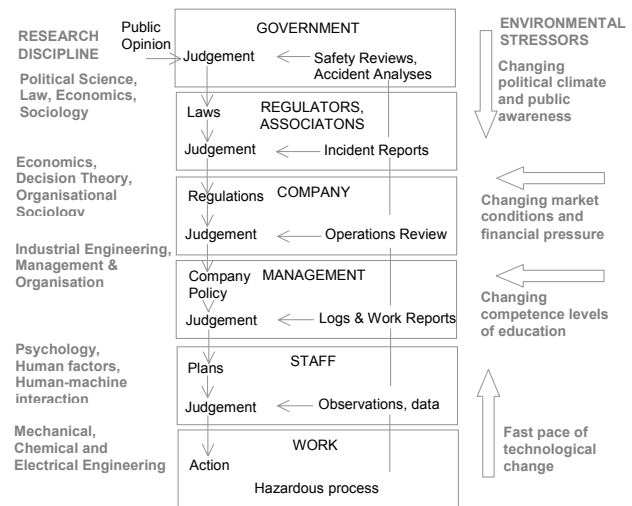 RESEARCH
DISCIPLINE
Political Science,
Law, Economics,
Sociology
Economics,
Decision Theory,
Organisational
Sociology
Industrial Engineering,
Management &
Organisation
Psychology,
Human factors,
Human-machine
interaction
Mechanical,
Chemical and
Electrical Engineering
Public
Opinion
GOVERNMENT
Judgement
Safety Reviews,
Accident Analyses
Laws
REGULATORS,
ASSOCIATONS
Judgement
Incident Reports
Regulations
COMPANY
Judgement
Operations Review
Company
Policy
MANAGEMENT
Judgement
Logs & Work Reports
STAFF
Plans
Judgement
Observations, data
WORK
Action
Hazardous process
ENVIRONMENTAL
STRESSORS
Changing
political climate
and public
awareness
Changing market
conditions and
financial pressure
Changing
competence levels
of education
Fast pace of
technological
change